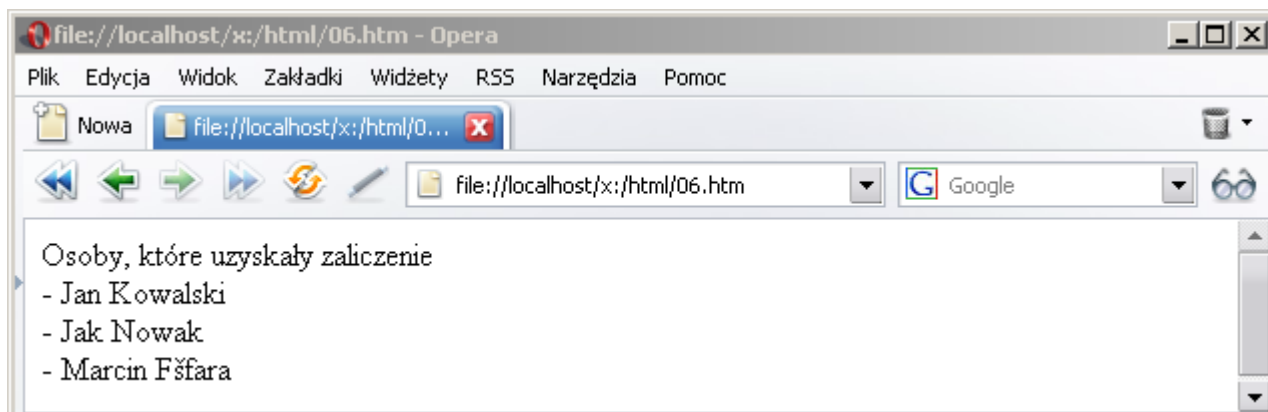 file://localhost/x:/html/06.htm - Opera
Plik Edycja Widok Zakładki Widżety RSS Narzędzia Pomoc
Nowa file://localhost/x:/html/0...
file://localhost/x:/html/06.htm G Google
Osoby, które uzyskały zaliczenie
- Jan Kowalski
- Jak Nowak
- Marcin Fšfara